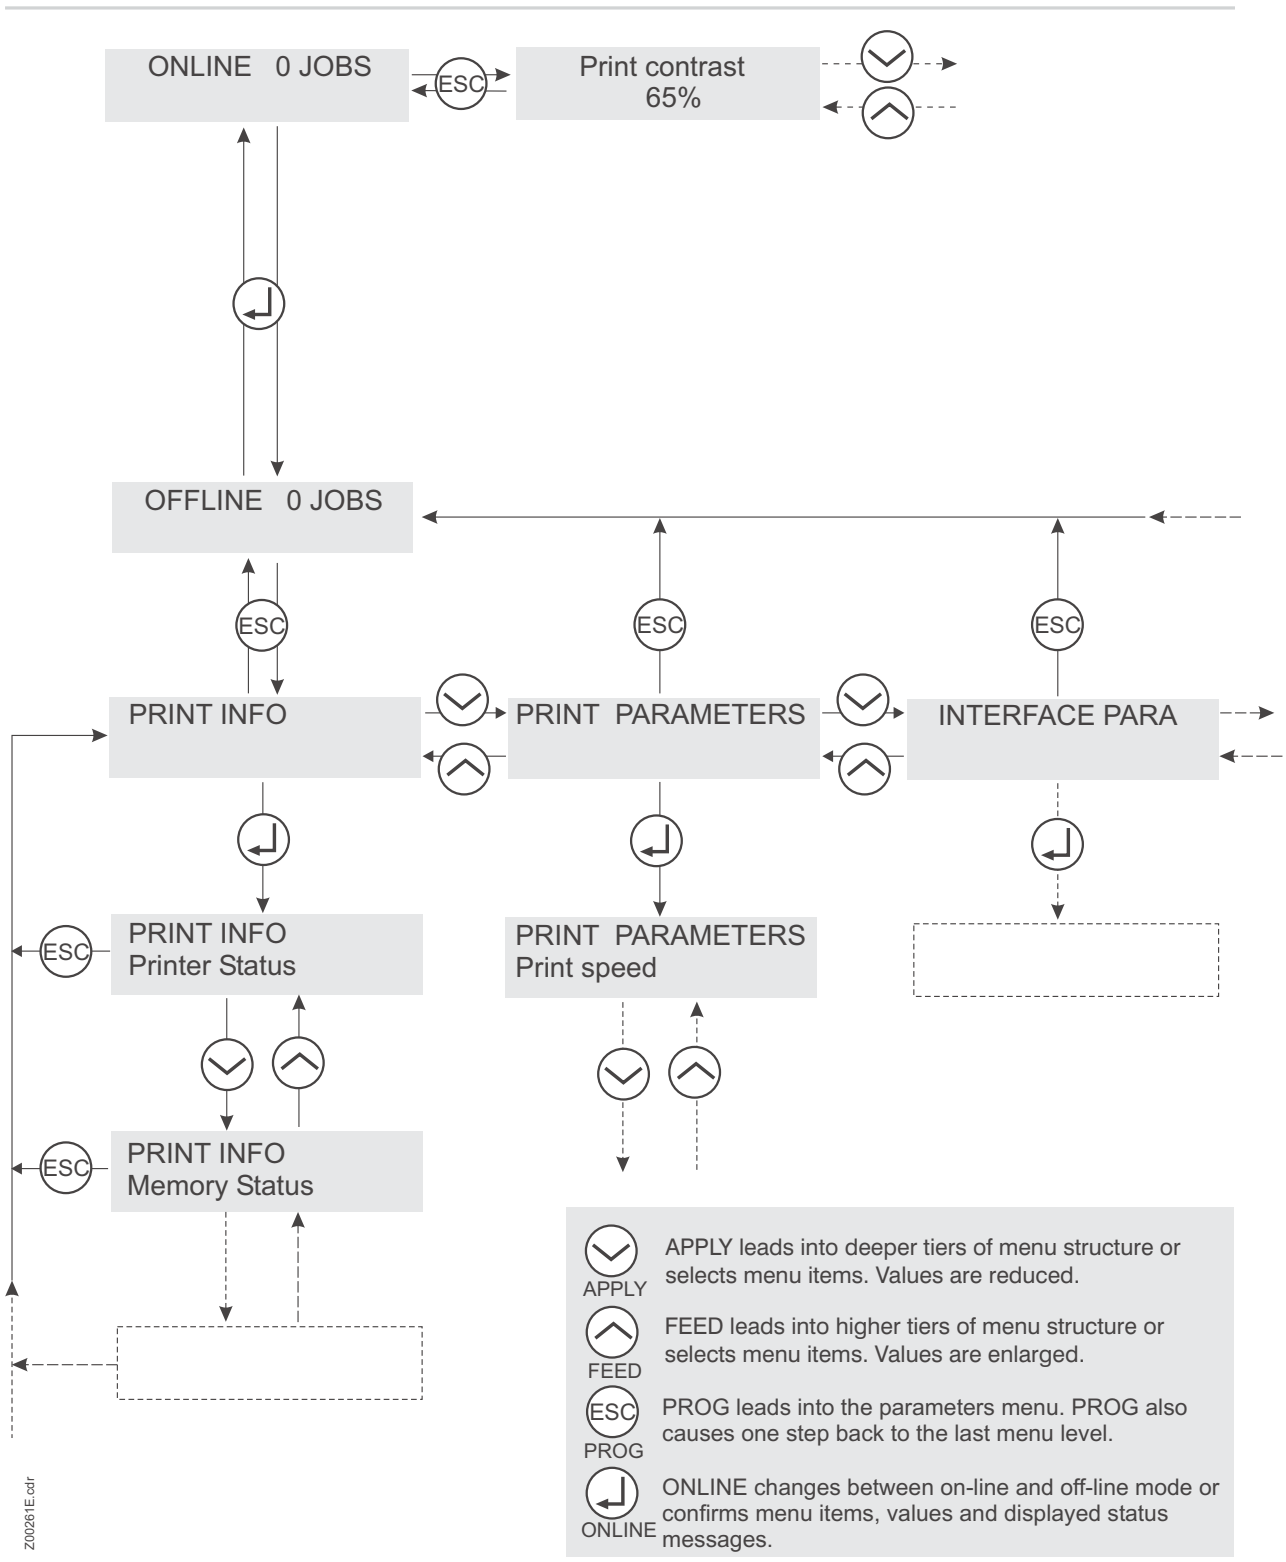 ONLINE   0 JOBS
ESC
Print contrast
65%
OFFLINE   0 JOBS
ESC
ESC
ESC
PRINT INFO
PRINT  PARAMETERS
INTERFACE PARA
ESC
PRINT INFO
Printer Status
PRINT  PARAMETERS
Print speed
ESC
PRINT INFO
Memory Status
APPLY
APPLY leads into deeper tiers of menu structure or
selects menu items. Values are reduced.
FEED
FEED leads into higher tiers of menu structure or
selects menu items. Values are enlarged.
ESC
PROG
PROG leads into the parameters menu. PROG also
causes one step back to the last menu level.
ONLINE
ONLINE changes between on-line and off-line mode or
confirms menu items, values and displayed status
messages.
Z00261E.cdr